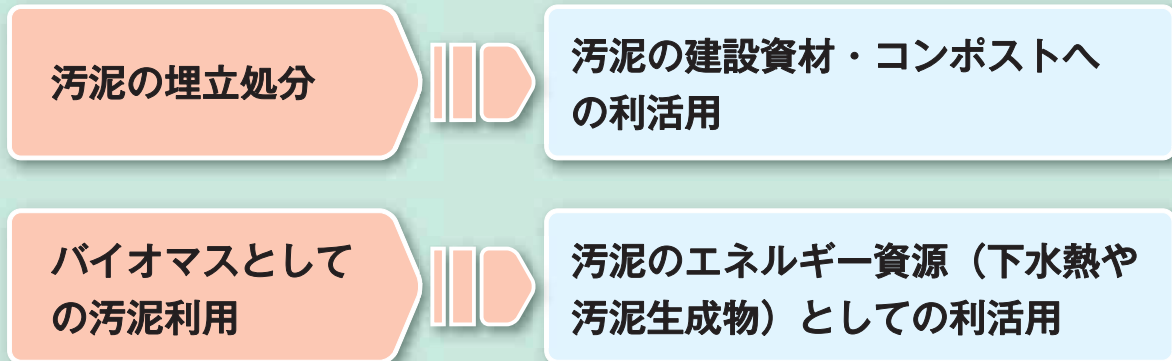 汚泥の埋立処分
汚泥の建設資材・コンポストへ
の利活用
バイオマスとして
の汚泥利用
汚泥のエネルギー資源（下水熱や
汚泥生成物）としての利活用